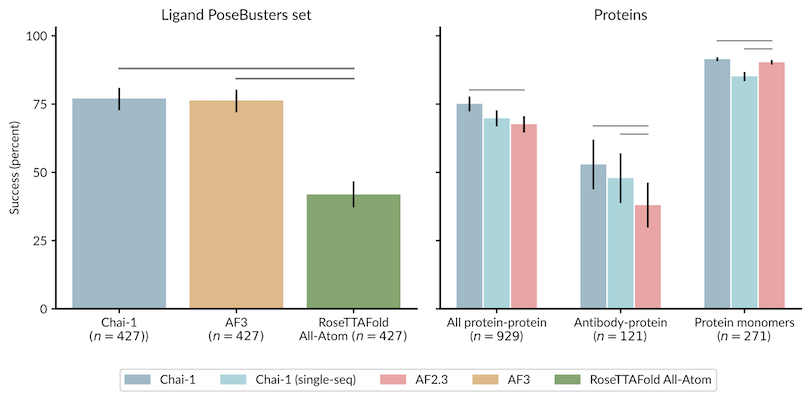 Ligand PoseBusters set
Proteins
Success (percent)
100
75
50
25
0
Chai-1
(n = 427))
AF3
(n = 427)
RoseTTAFold
All-Atom (n = 427)
All protein-protein
(n = 929)
Antibody-protein
(n = 121)
Protein monomers
(n = 271)
Chai-1
Chai-1 (single-seq)
AF2.3
AF3
RoseTTAFold All-Atom